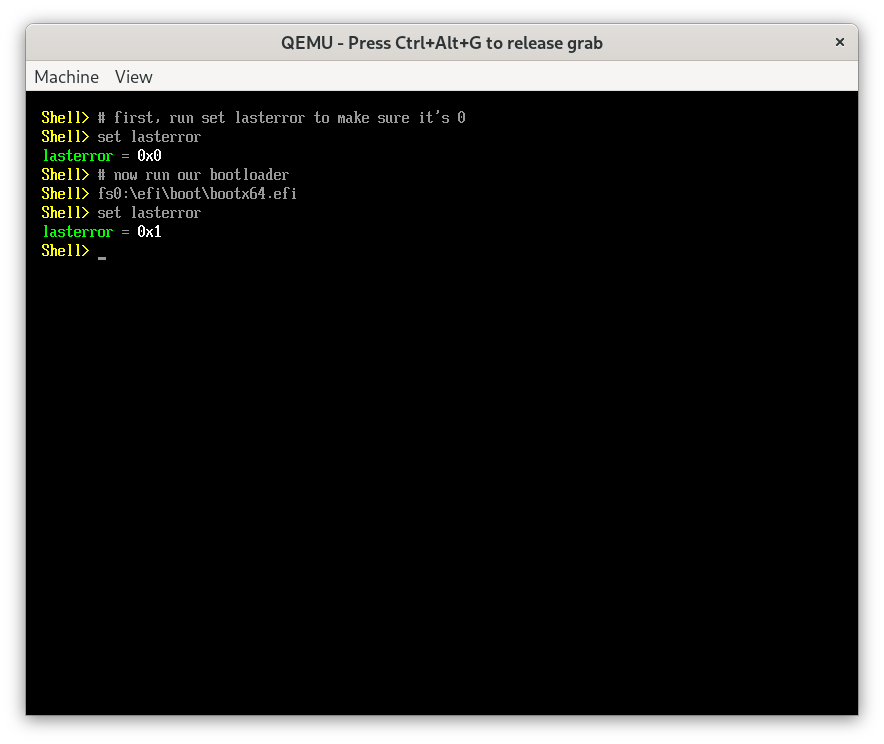 QEMU - Press Ctrl+Alt+G to release grab ×
Machine View
Shell> # first, run set lasterror to make sure it's 0
Shell> set lasterror
lasterror = 0x0
Shell> # now run our bootloader
Shell> fs0:\efi\boot\bootx64.efi
Shell> set lasterror
lasterror = 0x1
Shell> _